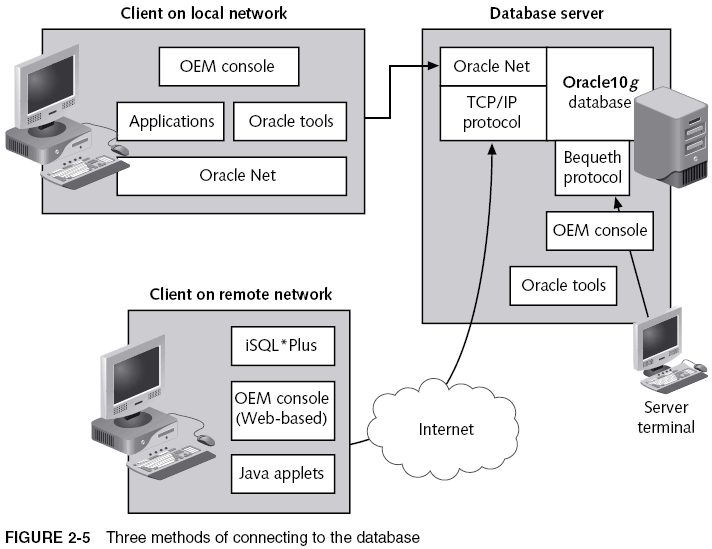 Client on local network
OEM console
Applications
Oracle tools
Oracle Net
Database server
Oracle Net
TCP/IP
protocol
Oracle10g
database
Bequeth
protocol
OEM console
Oracle tools
Server
terminal
Client on remote network
iSQL*Plus
OEM console
(Web-based)
Java applets
Internet
FIGURE 2-5 Three methods of connecting to the database